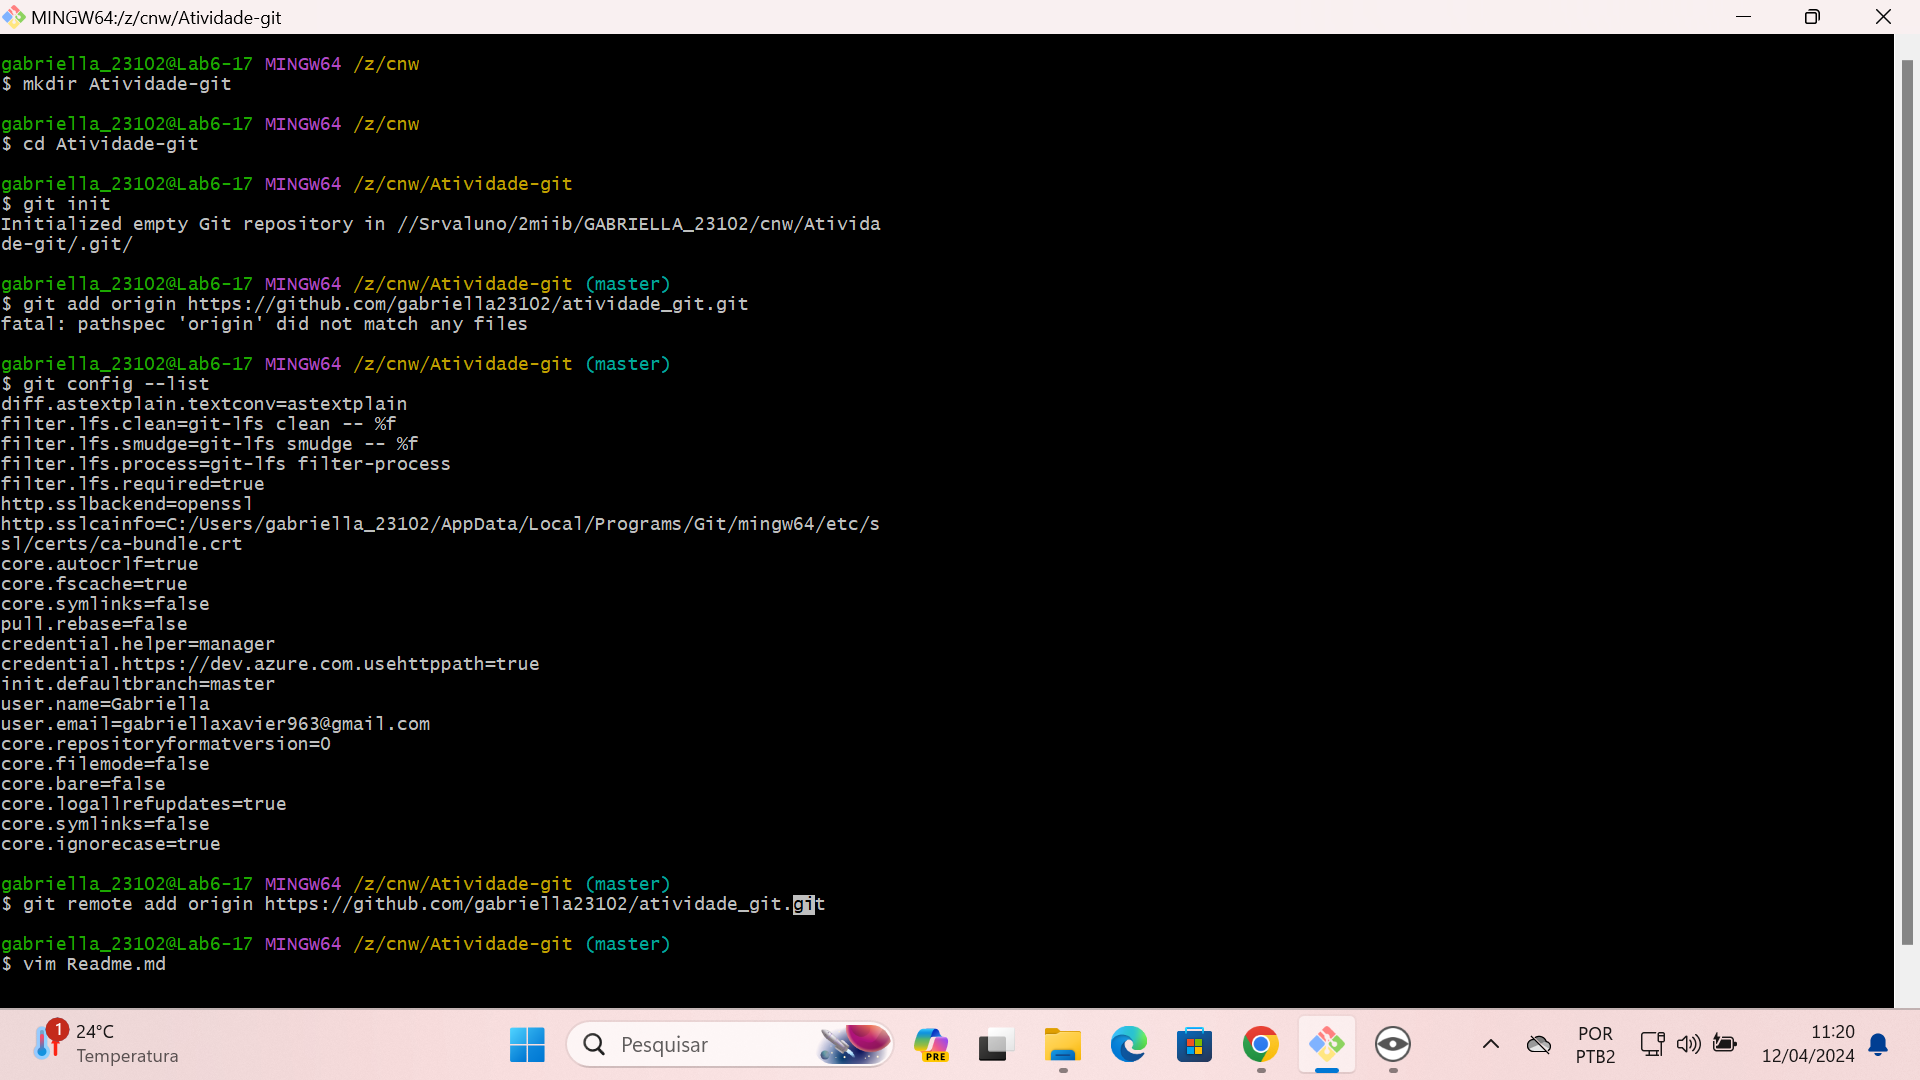 MINGW64:/z/cnw/Atividade-git
gabriella_23102@Lab6-17 MINGW64 /z/cnw
$ mkdir Atividade-git
gabriella_23102@Lab6-17 MINGW64 /z/cnw
$ cd Atividade-git
gabriella_23102@Lab6-17 MINGW64 /z/cnw/Atividade-git
$ git init
Initialized empty Git repository in //Srvaluno/2miib/GABRIELLA_23102/cnw/Ativida
de-git/.git/
gabriella_23102@Lab6-17 MINGW64 /z/cnw/Atividade-git (master)
$ git add origin https://github.com/gabriella23102/atividade_git.git
fatal: pathspec 'origin' did not match any files
gabriella_23102@Lab6-17 MINGW64 /z/cnw/Atividade-git (master)
$ git config --list
diff.astextplain.textconv=astextplain
filter.lfs.clean=git-lfs clean -- %f
filter.lfs.smudge=git-lfs smudge -- %f
filter.lfs.process=git-lfs filter-process
filter.lfs.required=true
http.sslbackend=openssl
http.sslcainfo=C:/Users/gabriella_23102/AppData/Local/Programs/Git/mingw64/etc/s
sl/certs/ca-bundle.crt
core.autocrlf=true
core.fscache=true
core.symlinks=false
pull.rebase=false
credential.helper=manager
credential.https://dev.azure.com.usehttppath=true
init.defaultbranch=master
user.name=Gabriella
user.email=gabriellaxavier963@gmail.com
core.repositoryformatversion=0
core.filemode=false
core.bare=false
core.logallrefupdates=true
core.symlinks=false
core.ignorecase=true
gabriella_23102@Lab6-17 MINGW64 /z/cnw/Atividade-git (master)
$ git remote add origin https://github.com/gabriella23102/atividade_git.git
gabriella_23102@Lab6-17 MINGW64 /z/cnw/Atividade-git (master)
$ vim Readme.md
1
24°C
Temperatura
Pesquisar
PRE
POR
PTB2
11:20
12/04/2024